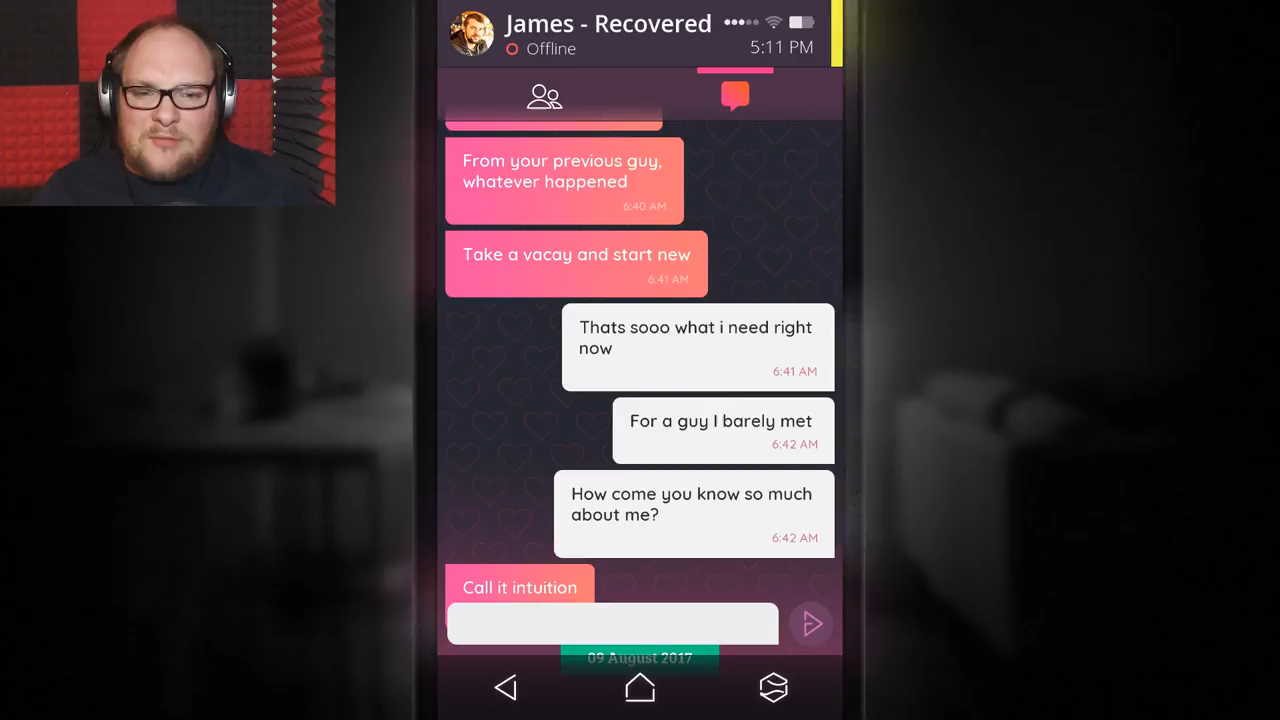 James - Recovered
Offline
5:11 PM
From your previous guy,
whatever happened
6:40 AM
Take a vacay and start new
6:41 AM
Thats sooo what i need right
now
6:41 AM
For a guy I barely met
6:42 AM
How come you know so much
about me?
6:42 AM
Call it intuition
09 August 2017